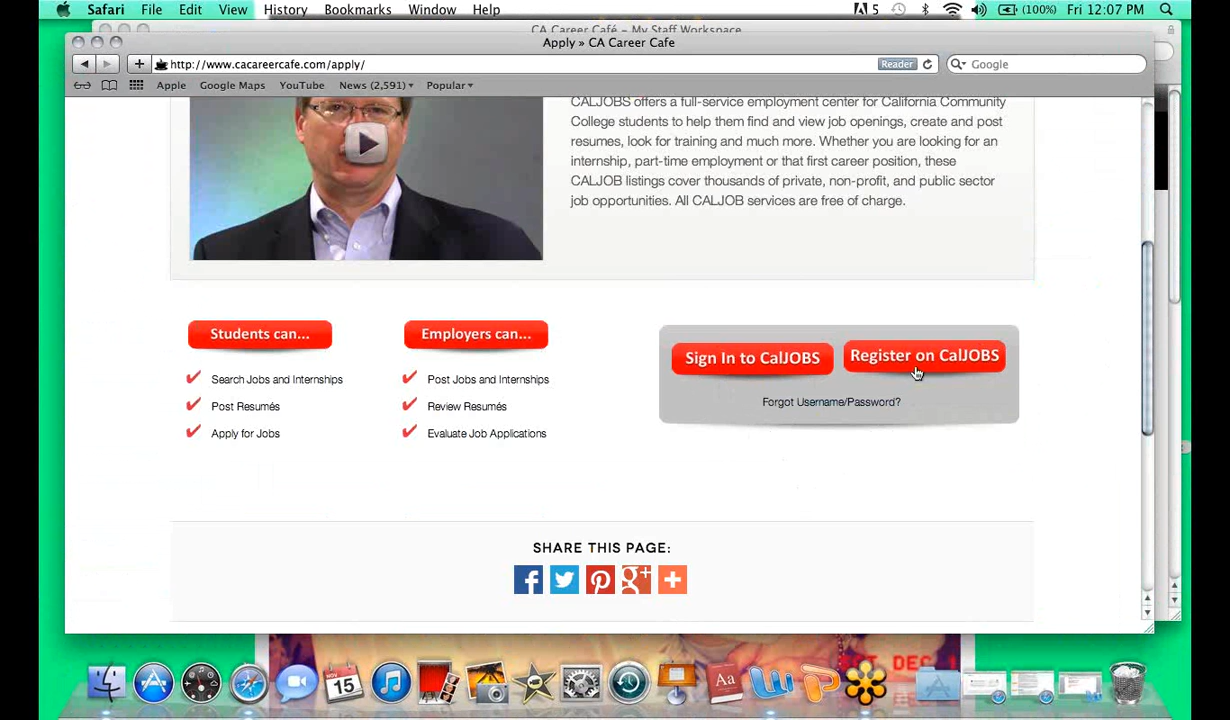 Safari File Edit View History Bookmarks Window Help 5 (100%) Fri 12:07 PM
CA Career Café – My Staff Workspace
Apply » CA Career Cafe
http://www.cacareercafe.com/apply/ Reader Google
Apple Google Maps YouTube News (2,591) Popular
CALJOBS offers a full-service employment center for California Community
College students to help them find and view job openings, create and post
resumes, look for training and much more. Whether you are looking for an
internship, part-time employment or that first career position, these
CALJOB listings cover thousands of private, non-profit, and public sector
job opportunities. All CALJOB services are free of charge.
Students can...
Search Jobs and Internships
Post Resumés
Apply for Jobs
Employers can...
Post Jobs and Internships
Review Resumés
Evaluate Job Applications
Sign In to CalJOBS
Register on CalJOBS
Forgot Username/Password?
SHARE THIS PAGE:
f
g+
NOV
15
Aa
W
P